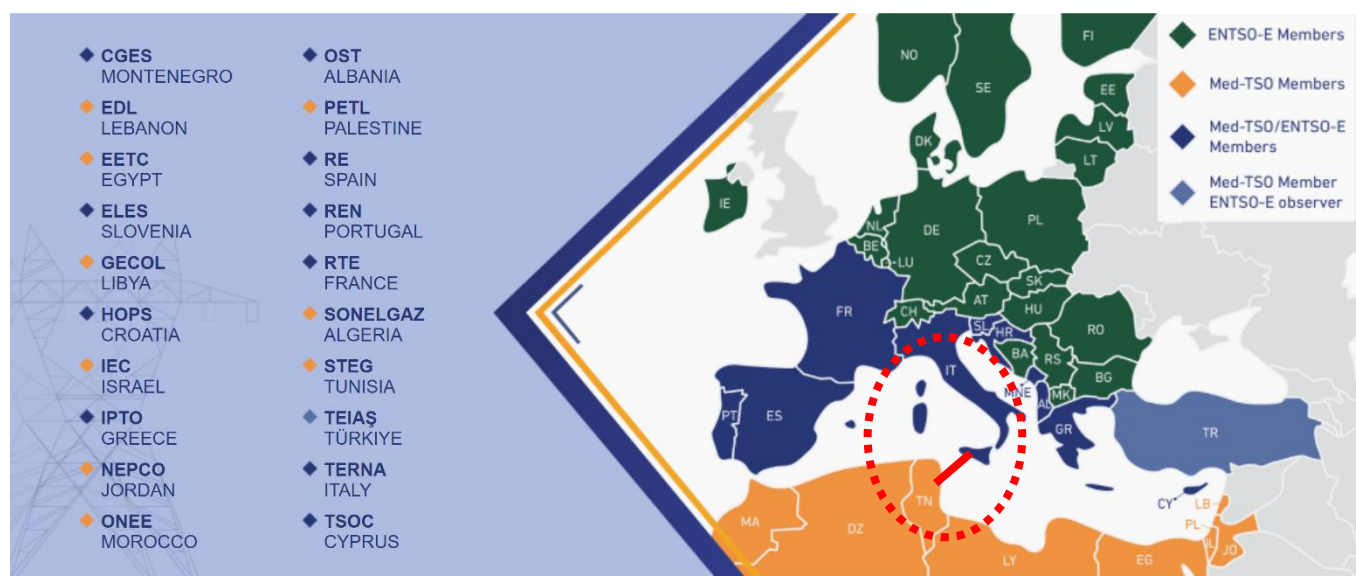 CGES
MONTENEGRO
EDL
LEBANON
EETC
EGYPT
ELES
SLOVENIA
GECOL
LIBYA
HOPS
CROATIA
IEC
ISRAEL
IPTO
GREECE
NEPCO
JORDAN
ONEE
MOROCCO
OST
ALBANIA
PETL
PALESTINE
RE
SPAIN
REN
PORTUGAL
RTE
FRANCE
SONELGAZ
ALGERIA
STEG
TUNISIA
TEIAŞ
TÜRKIYE
TERNA
ITALY
TSOC
CYPRUS
NO
SE
FI
EE
LV
LT
DK
IE
NL
BE
LU
DE
PL
CZ
SK
AT
HU
CH
FR
SL
HR
RO
BA
RS
IT
BG
MNE
MK
AL
GR
PT
ES
TR
CY
LB
PL
IL
JO
MA
DZ
TN
LY
EG
ENTSO-E Members
Med-TSO Members
Med-TSO/ENTSO-E
Members
Med-TSO Member
ENTSO-E observer